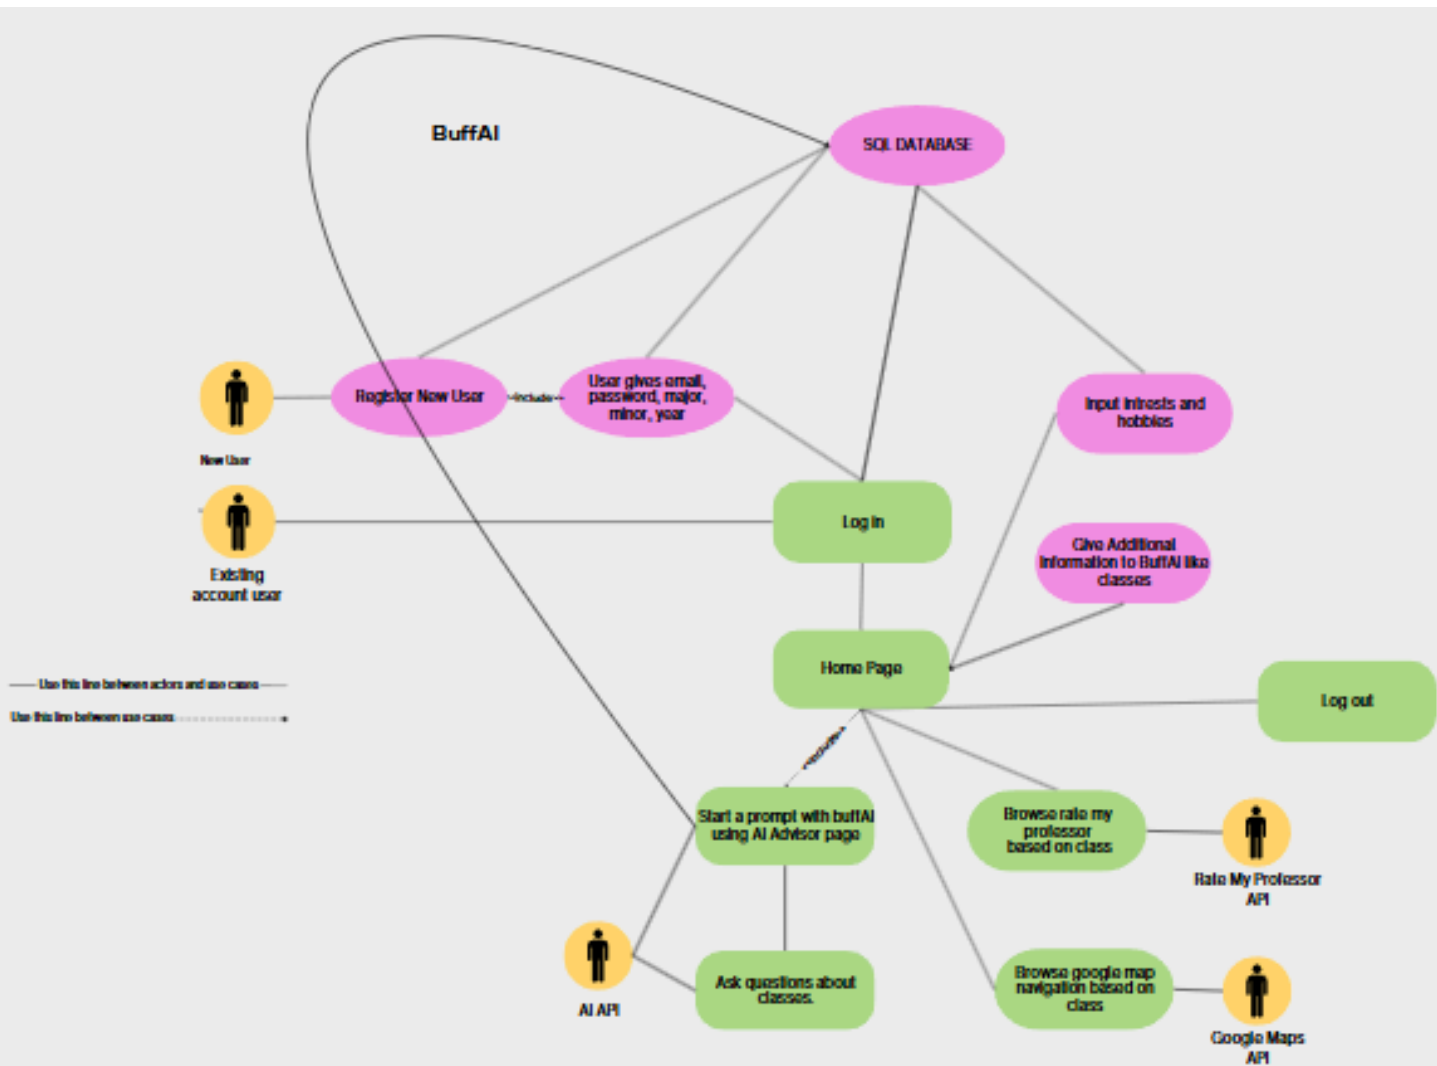 BuffAI
SQL DATABASE
Register New User
include
User gives email,
password, major,
minor, year
Input Intrests and
hobbies
New User
Log In
Existing
account user
Give Additional
Information to BuffAI like
classes
Home Page
Use this line between actors and use cases
Log out
Use this line between use cases
include
Start a prompt with buffAI
using AI Advisor page
Browse rate my
professor
based on class
Rate My Professor
API
Ask questions about
classes.
AI API
Browse google map
navigation based on
class
Google Maps
API